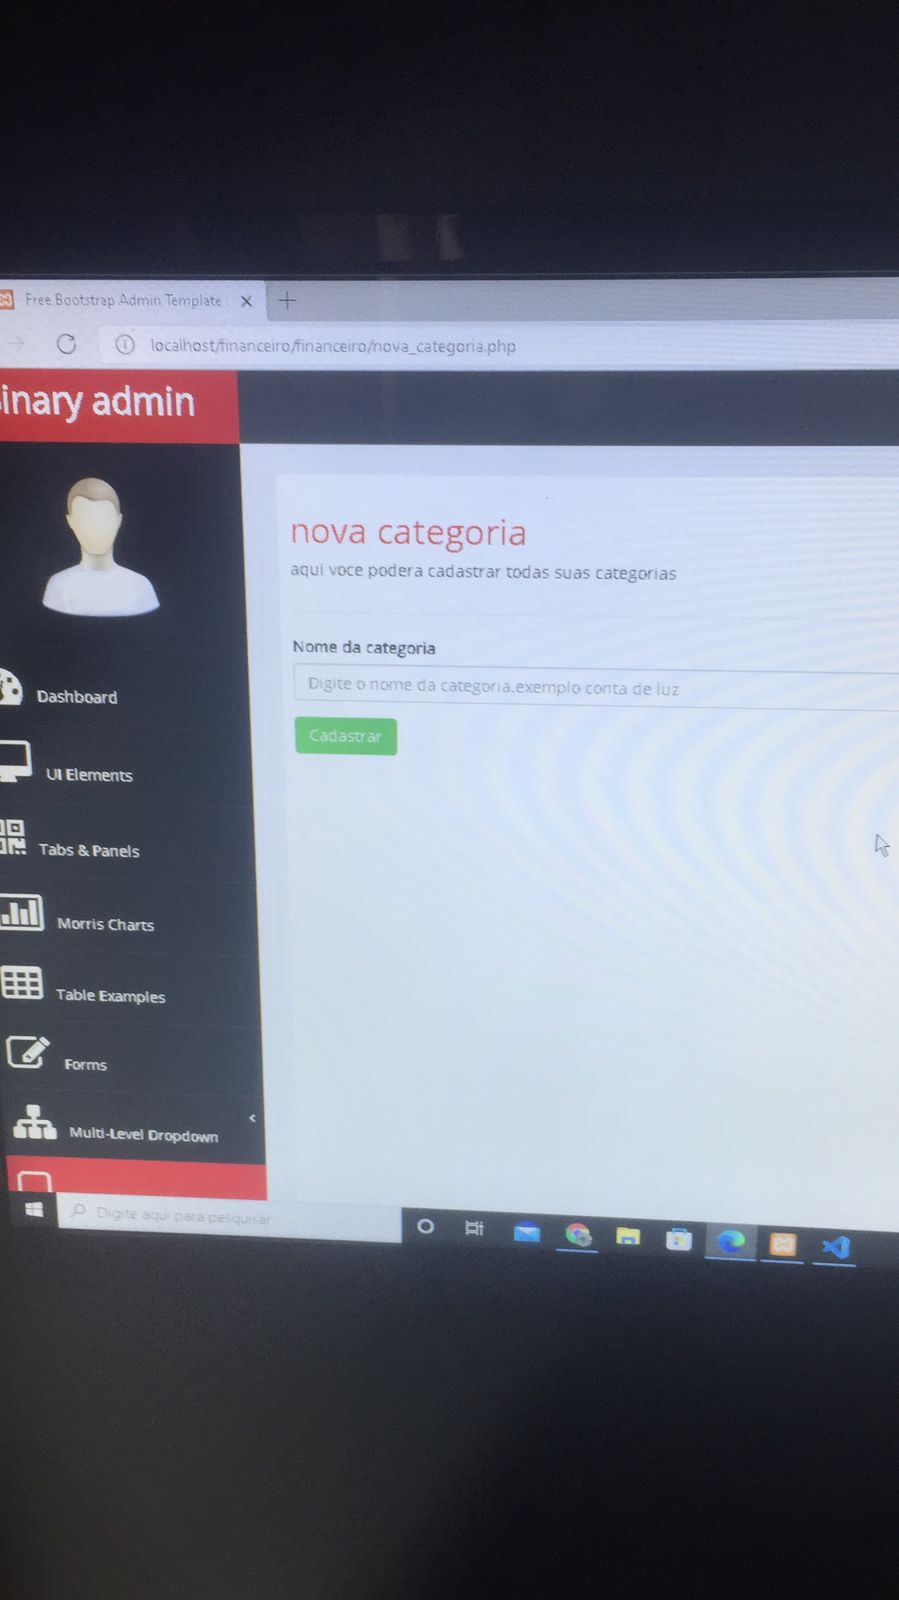 Free Bootstrap Admin Template
localhost/financeiro/financeiro/nova_categoria.php
inary admin
nova categoria
aqui voce podera cadastrar todas suas categorias
Nome da categoria
Digite o nome da categoria.exemplo conta de luz
Cadastrar
Dashboard
UI Elements
Tabs & Panels
Morris Charts
Table Examples
Forms
Multi-Level Dropdown
Digite aqui para pesquisar